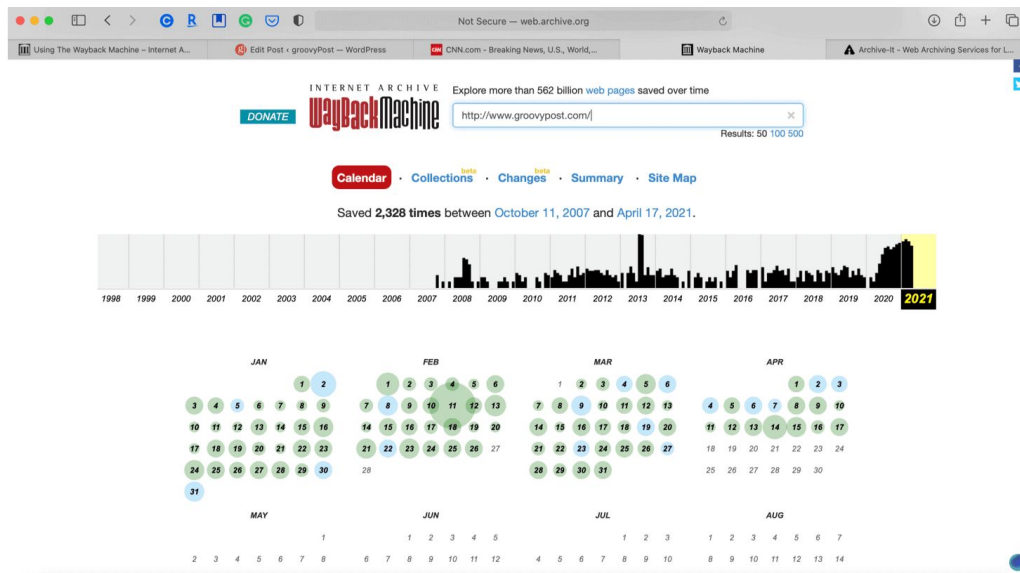 Not Secure — web.archive.org
Using The Wayback Machine – Internet A...
Edit Post ‹ groovyPost — WordPress
CNN.com - Breaking News, U.S., World,...
Wayback Machine
Archive-It - Web Archiving Services for L...
INTERNET ARCHIVE
WayBackMachine
DONATE
Explore more than 562 billion web pages saved over time
http://www.groovypost.com/
Results: 50 100 500
Calendar · Collections beta · Changes beta · Summary · Site Map
Saved 2,328 times between October 11, 2007 and April 17, 2021.
1998 1999 2000 2001 2002 2003 2004 2005 2006 2007 2008 2009 2010 2011 2012 2013 2014 2015 2016 2017 2018 2019 2020 2021
JAN FEB MAR APR
1 2 1 2 3 4 5 6 1 2 3 4 5 6 1 2 3
3 4 5 6 7 8 9 7 8 9 10 11 12 13 7 8 9 10 11 12 13 4 5 6 7 8 9 10
10 11 12 13 14 15 16 14 15 16 17 18 19 20 14 15 16 17 18 19 20 11 12 13 14 15 16 17
17 18 19 20 21 22 23 21 22 23 24 25 26 27 21 22 23 24 25 26 27 18 19 20 21 22 23 24
24 25 26 27 28 29 30 28 28 29 30 31 25 26 27 28 29 30
31
MAY JUN JUL AUG
1 1 2 3 4 5 1 2 3 1 2 3 4 5 6 7
2 3 4 5 6 7 8 6 7 8 9 10 11 12 4 5 6 7 8 9 10 8 9 10 11 12 13 14